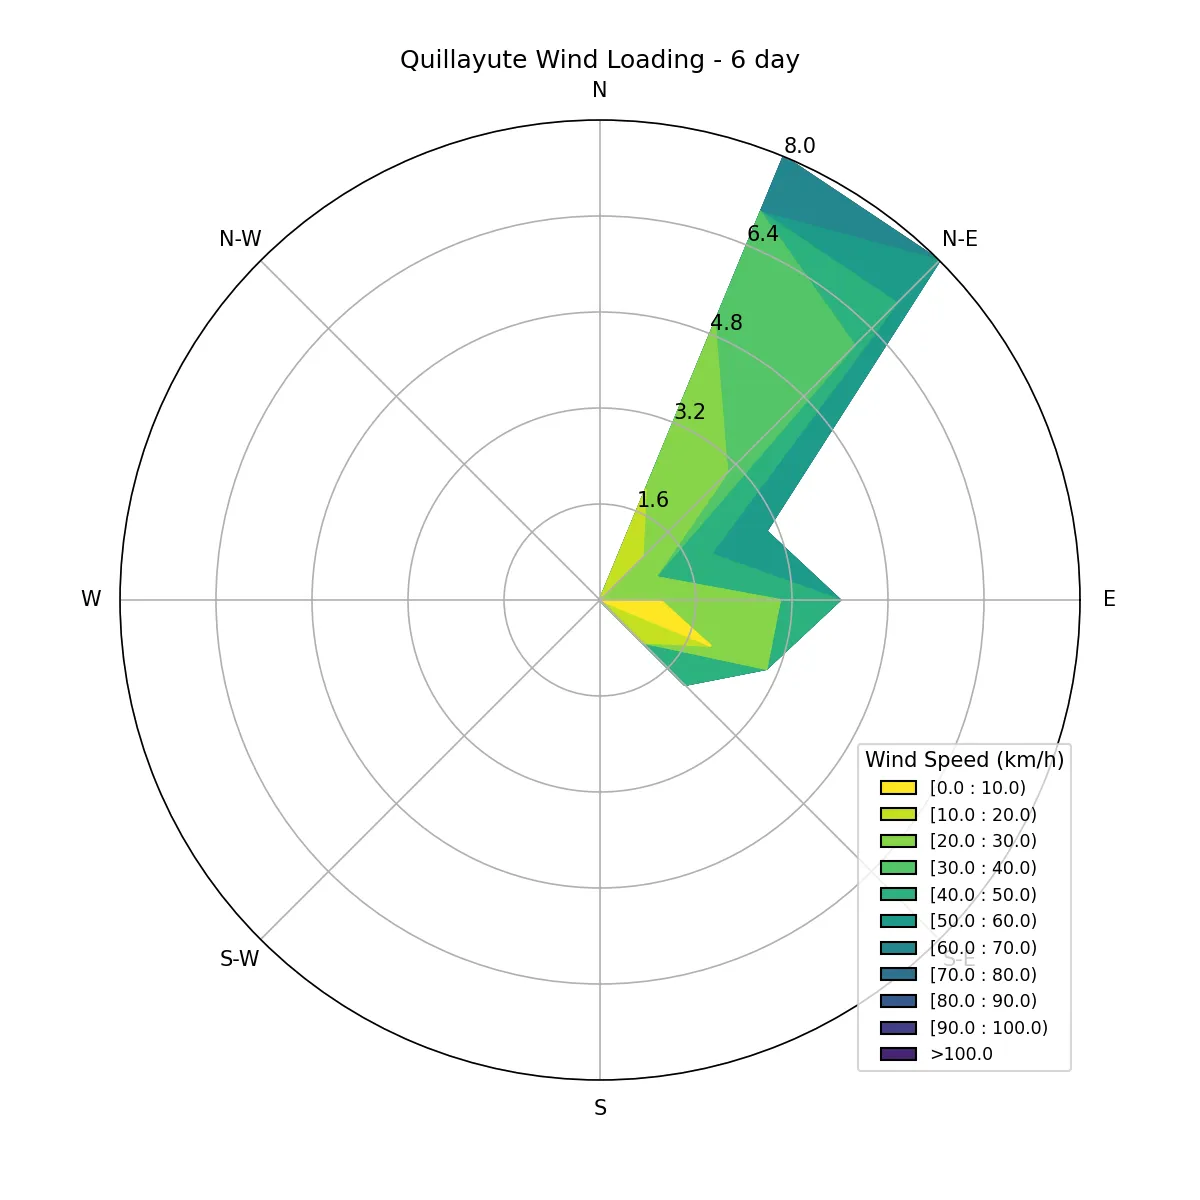 Quillayute Wind Loading - 6 day
N
8.0
N-W
6.4
N-E
4.8
3.2
1.6
W
E
Wind Speed (km/h)
[0.0 : 10.0)
[10.0 : 20.0)
[20.0 : 30.0)
[30.0 : 40.0)
[40.0 : 50.0)
[50.0 : 60.0)
[60.0 : 70.0)
[70.0 : 80.0)
[80.0 : 90.0)
[90.0 : 100.0)
>100.0
S-W
S-E
S